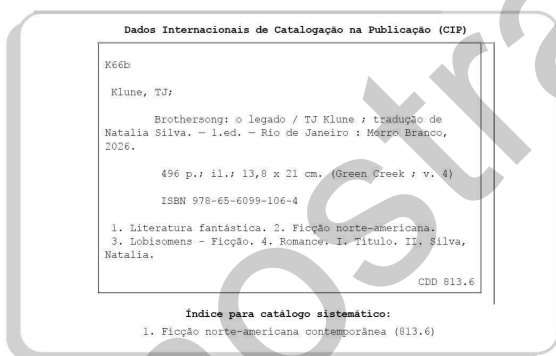 Dados Internacionais de Catalogação na Publicação (CIP)
K66b
Klune, TJ;
Brothersong: o legado / TJ Klune ; tradução de
Natalia Silva. — 1.ed. — Rio de Janeiro : Morro Branco,
2026.
496 p.; il.; 13,8 x 21 cm. (Green Creek ; v. 4)
ISBN 978-65-6099-106-4
1. Literatura fantástica. 2. Ficção norte-americana.
3. Lobisomens - Ficção. 4. Romance. I. Título. II. Silva,
Natalia.
CDD 813.6
Índice para catálogo sistemático:
1. Ficção norte-americana contemporânea (813.6)